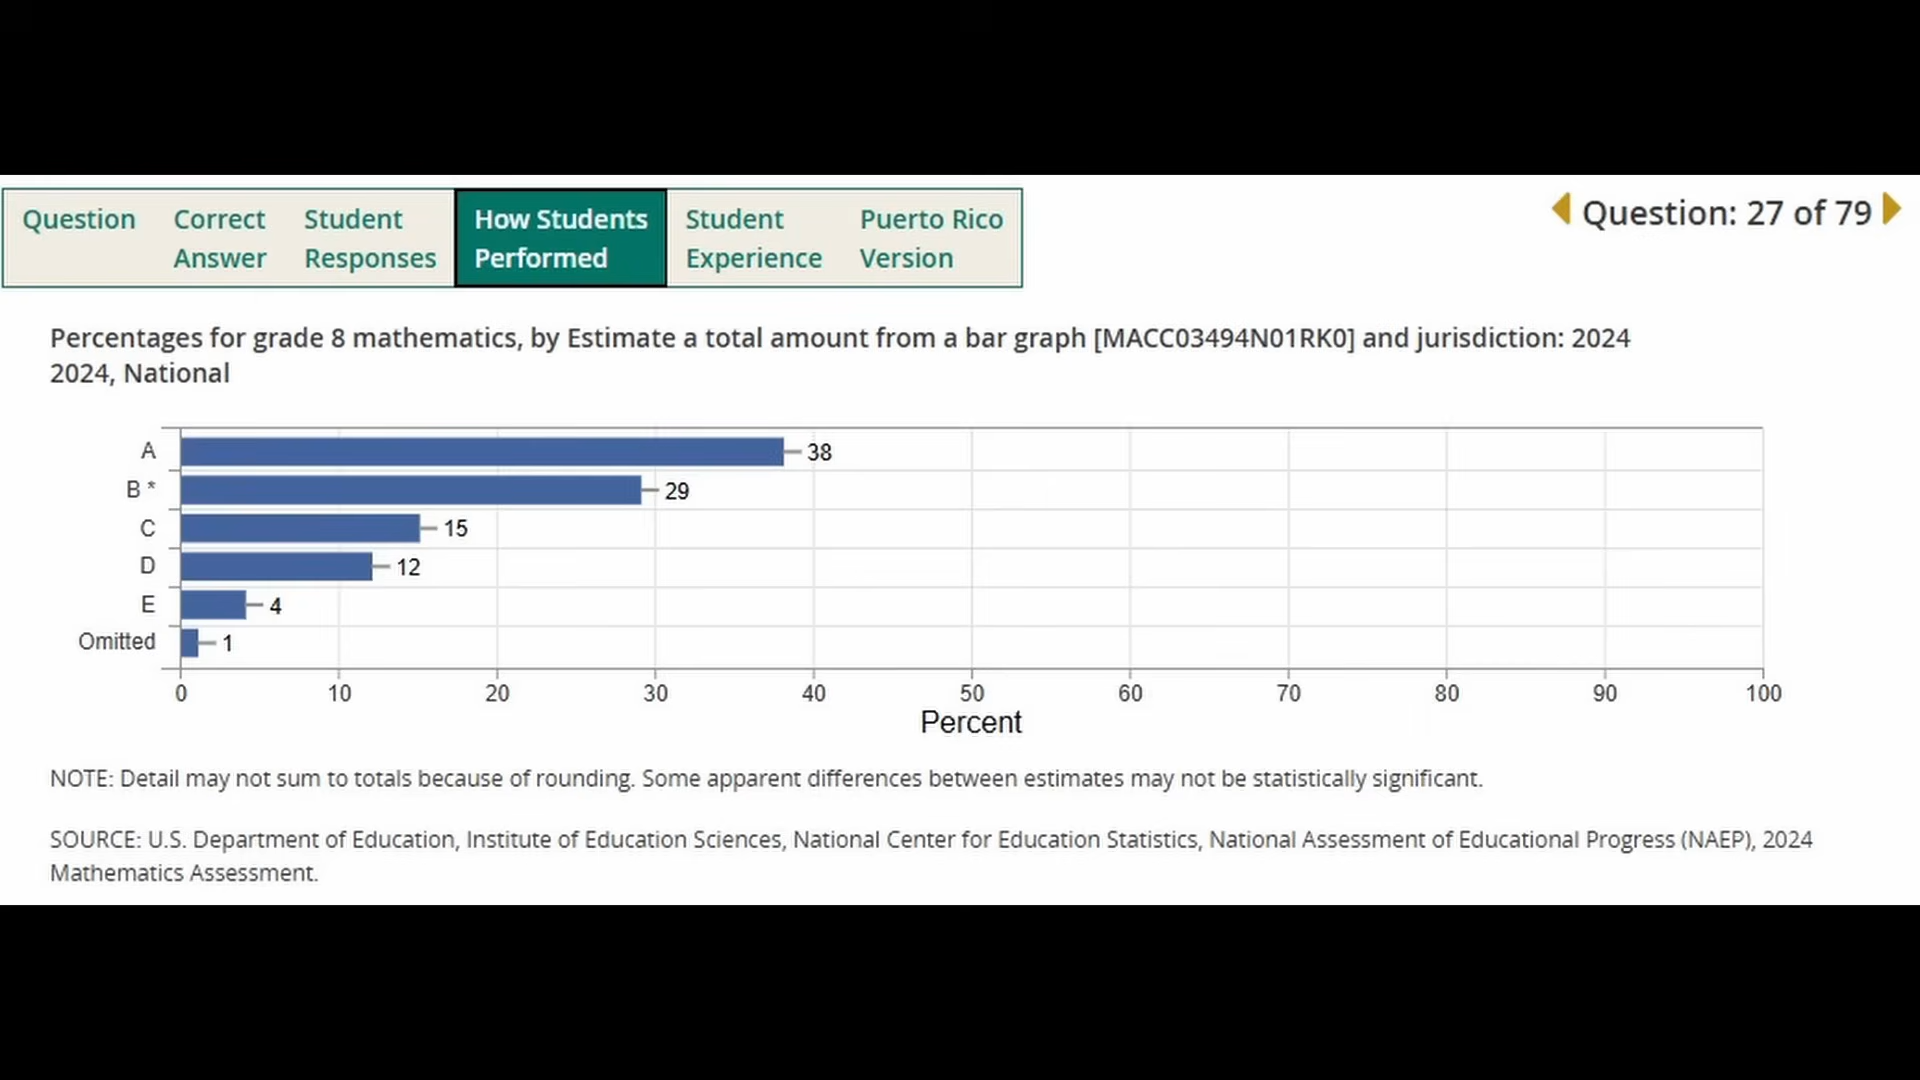 Question
Correct Answer
Student Responses
How Students Performed
Student Experience
Puerto Rico Version
Question: 27 of 79
Percentages for grade 8 mathematics, by Estimate a total amount from a bar graph [MACC03494N01RK0] and jurisdiction: 2024
2024, National
A 38
B * 29
C 15
D 12
E 4
Omitted 1
0 10 20 30 40 50 60 70 80 90 100
Percent
NOTE: Detail may not sum to totals because of rounding. Some apparent differences between estimates may not be statistically significant.
SOURCE: U.S. Department of Education, Institute of Education Sciences, National Center for Education Statistics, National Assessment of Educational Progress (NAEP), 2024
Mathematics Assessment.